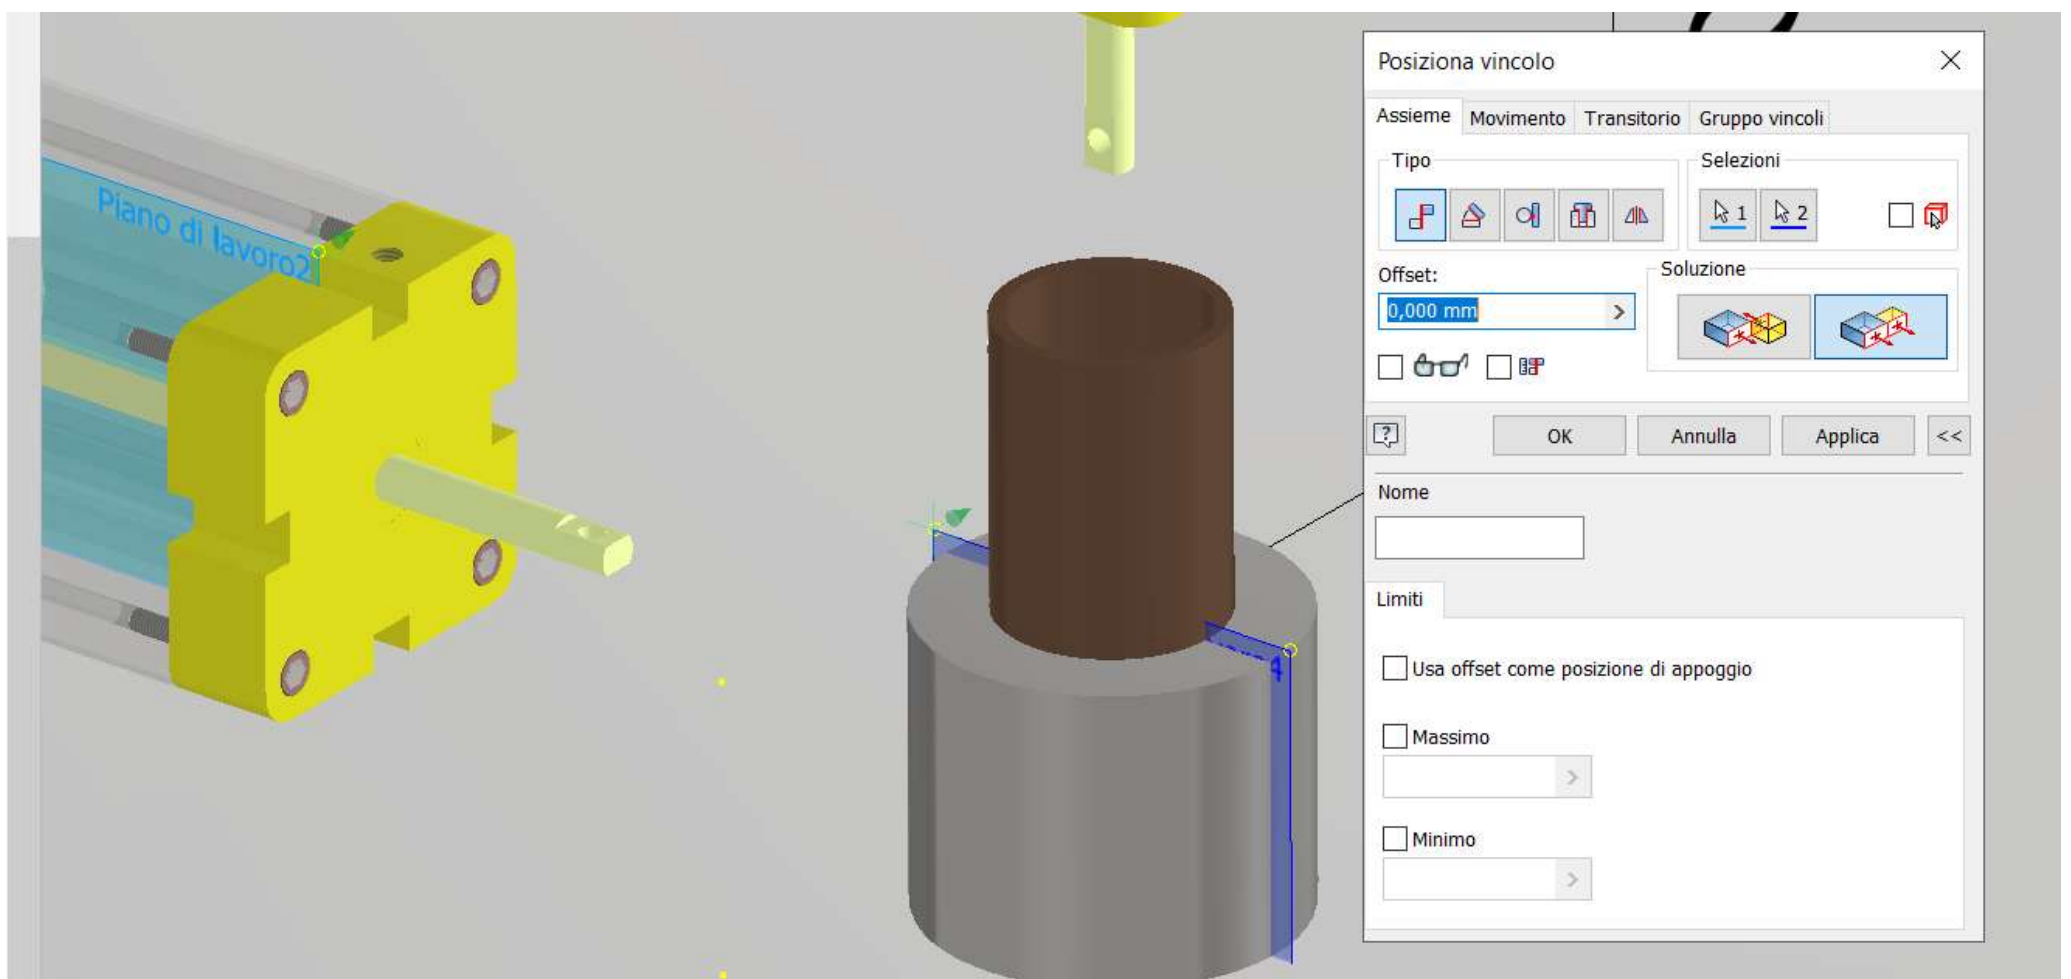 Posiziona vincolo
Assieme Movimento Transitorio Gruppo vincoli
Tipo
Selezioni
1 2
Offset:
0,000 mm
Soluzione
OK Annulla Applica <<
Nome
Limiti
Usa offset come posizione di appoggio
Massimo
Minimo
Piano di lavoro2